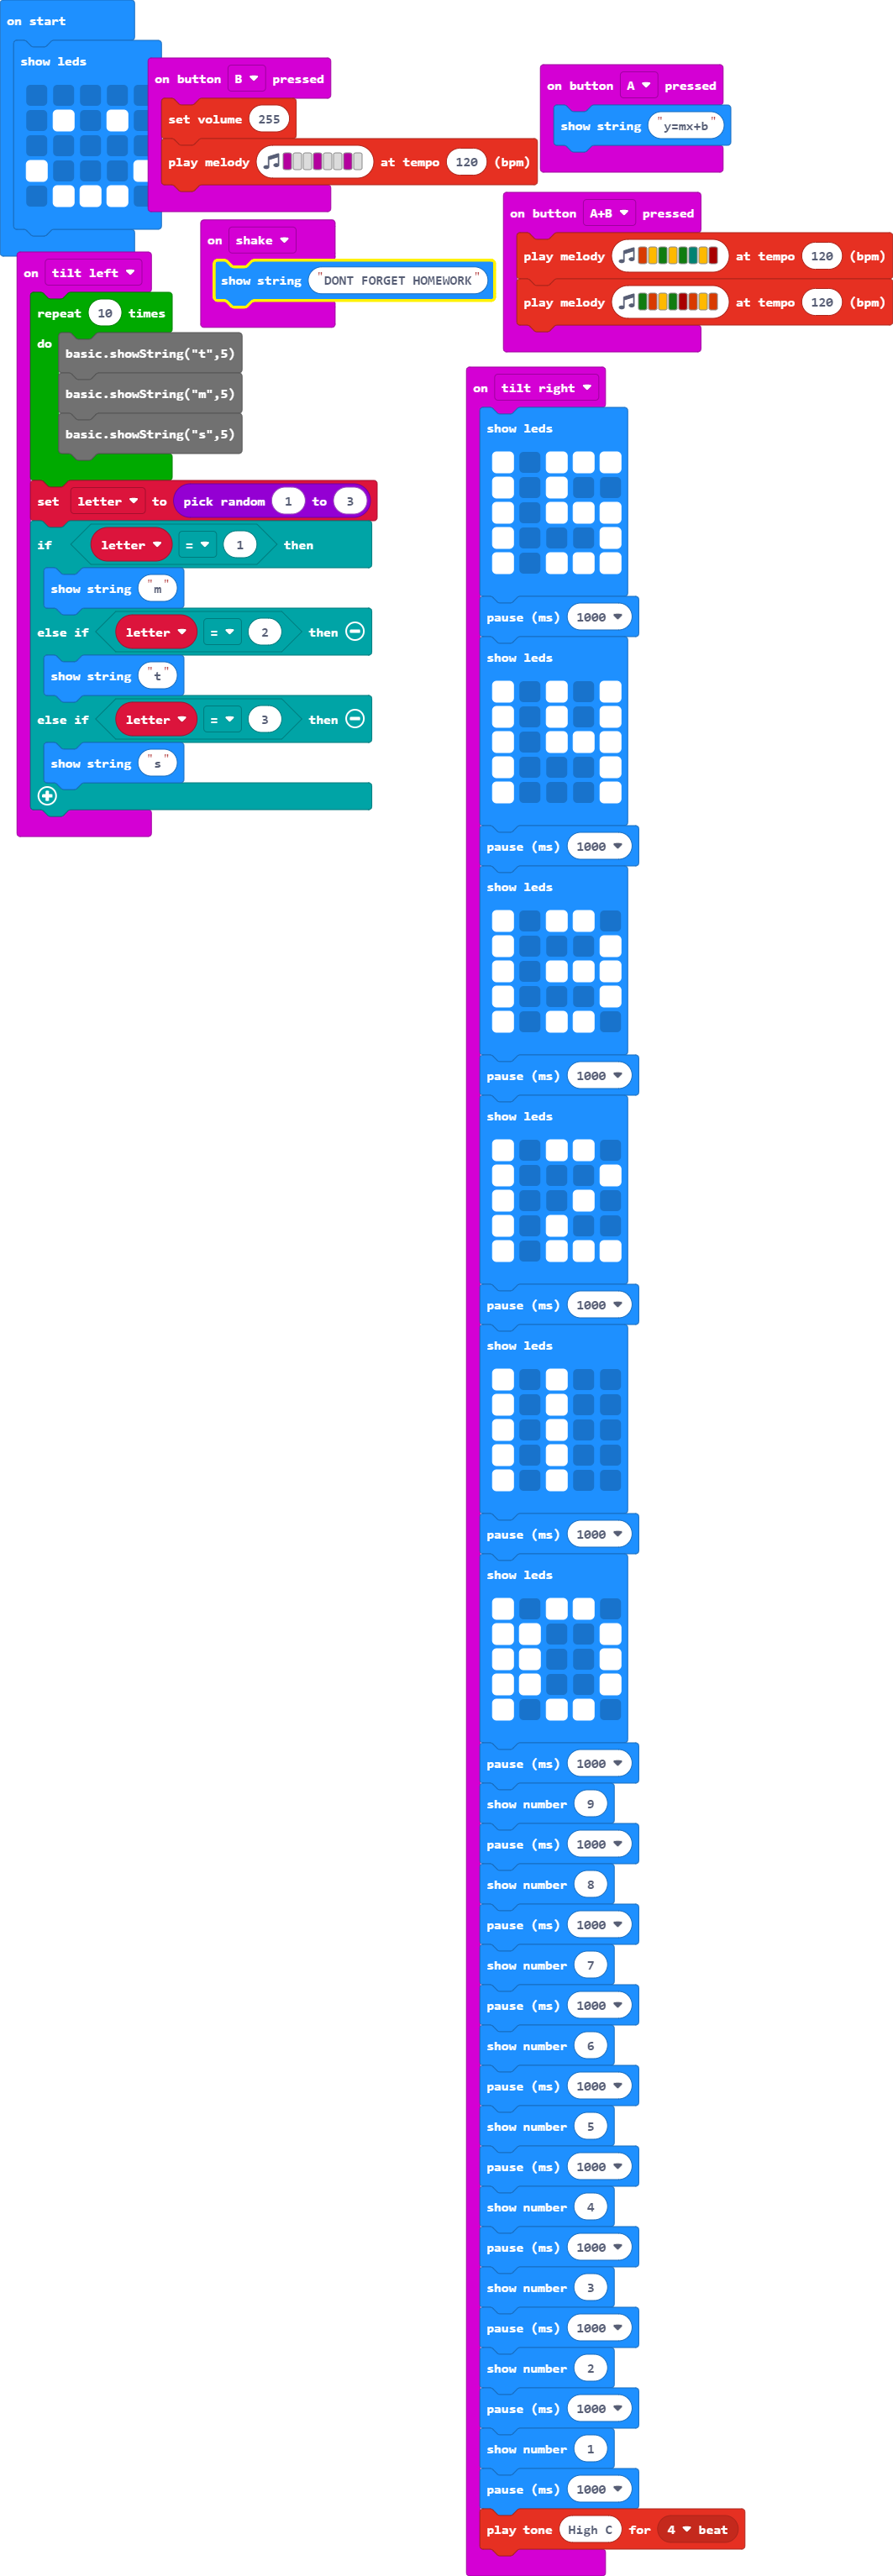 on start
show leds
on button B pressed
set volume 255
play melody at tempo 120 (bpm)
on button A pressed
show string "y=mx+b"
on shake
show string "DONT FORGET HOMEWORK"
on button A+B pressed
play melody at tempo 120 (bpm)
play melody at tempo 120 (bpm)
on tilt left
repeat 10 times
do
basic.showString("t",5)
basic.showString("m",5)
basic.showString("s",5)
set letter to pick random 1 to 3
if letter = 1 then
show string "m"
else if letter = 2 then
show string "t"
else if letter = 3 then
show string "s"
on tilt right
show leds
pause (ms) 1000
show leds
pause (ms) 1000
show leds
pause (ms) 1000
show leds
pause (ms) 1000
show leds
pause (ms) 1000
show leds
pause (ms) 1000
show number 9
pause (ms) 1000
show number 8
pause (ms) 1000
show number 7
pause (ms) 1000
show number 6
pause (ms) 1000
show number 5
pause (ms) 1000
show number 4
pause (ms) 1000
show number 3
pause (ms) 1000
show number 2
pause (ms) 1000
show number 1
pause (ms) 1000
play tone High C for 4 beat